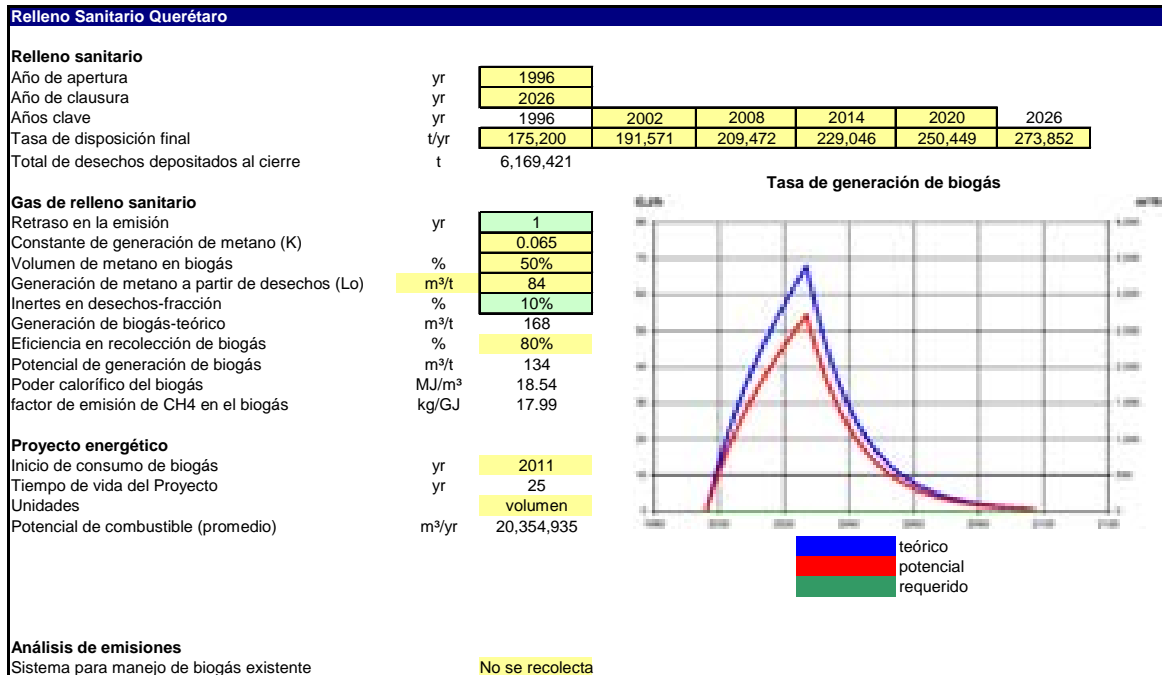 Relleno Sanitario Querétaro
Relleno sanitario
Año de apertura yr 1996
Año de clausura yr 2026
Años clave yr 1996 2002 2008 2014 2020 2026
Tasa de disposición final t/yr 175,200 191,571 209,472 229,046 250,449 273,852
Total de desechos depositados al cierre t 6,169,421
Tasa de generación de biogás
Gas de relleno sanitario
Retraso en la emisión yr 1
Constante de generación de metano (K) 0.065
Volumen de metano en biogás % 50%
Generación de metano a partir de desechos (Lo) m³/t 84
Inertes en desechos-fracción % 10%
Generación de biogás-teórico m³/t 168
Eficiencia en recolección de biogás % 80%
Potencial de generación de biogás m³/t 134
Poder calorífico del biogás MJ/m³ 18.54
factor de emisión de CH4 en el biogás kg/GJ 17.99
Proyecto energético
Inicio de consumo de biogás yr 2011
Tiempo de vida del Proyecto yr 25
Unidades volumen
Potencial de combustible (promedio) m³/yr 20,354,935
teórico
potencial
requerido
Análisis de emisiones
Sistema para manejo de biogás existente No se recolecta